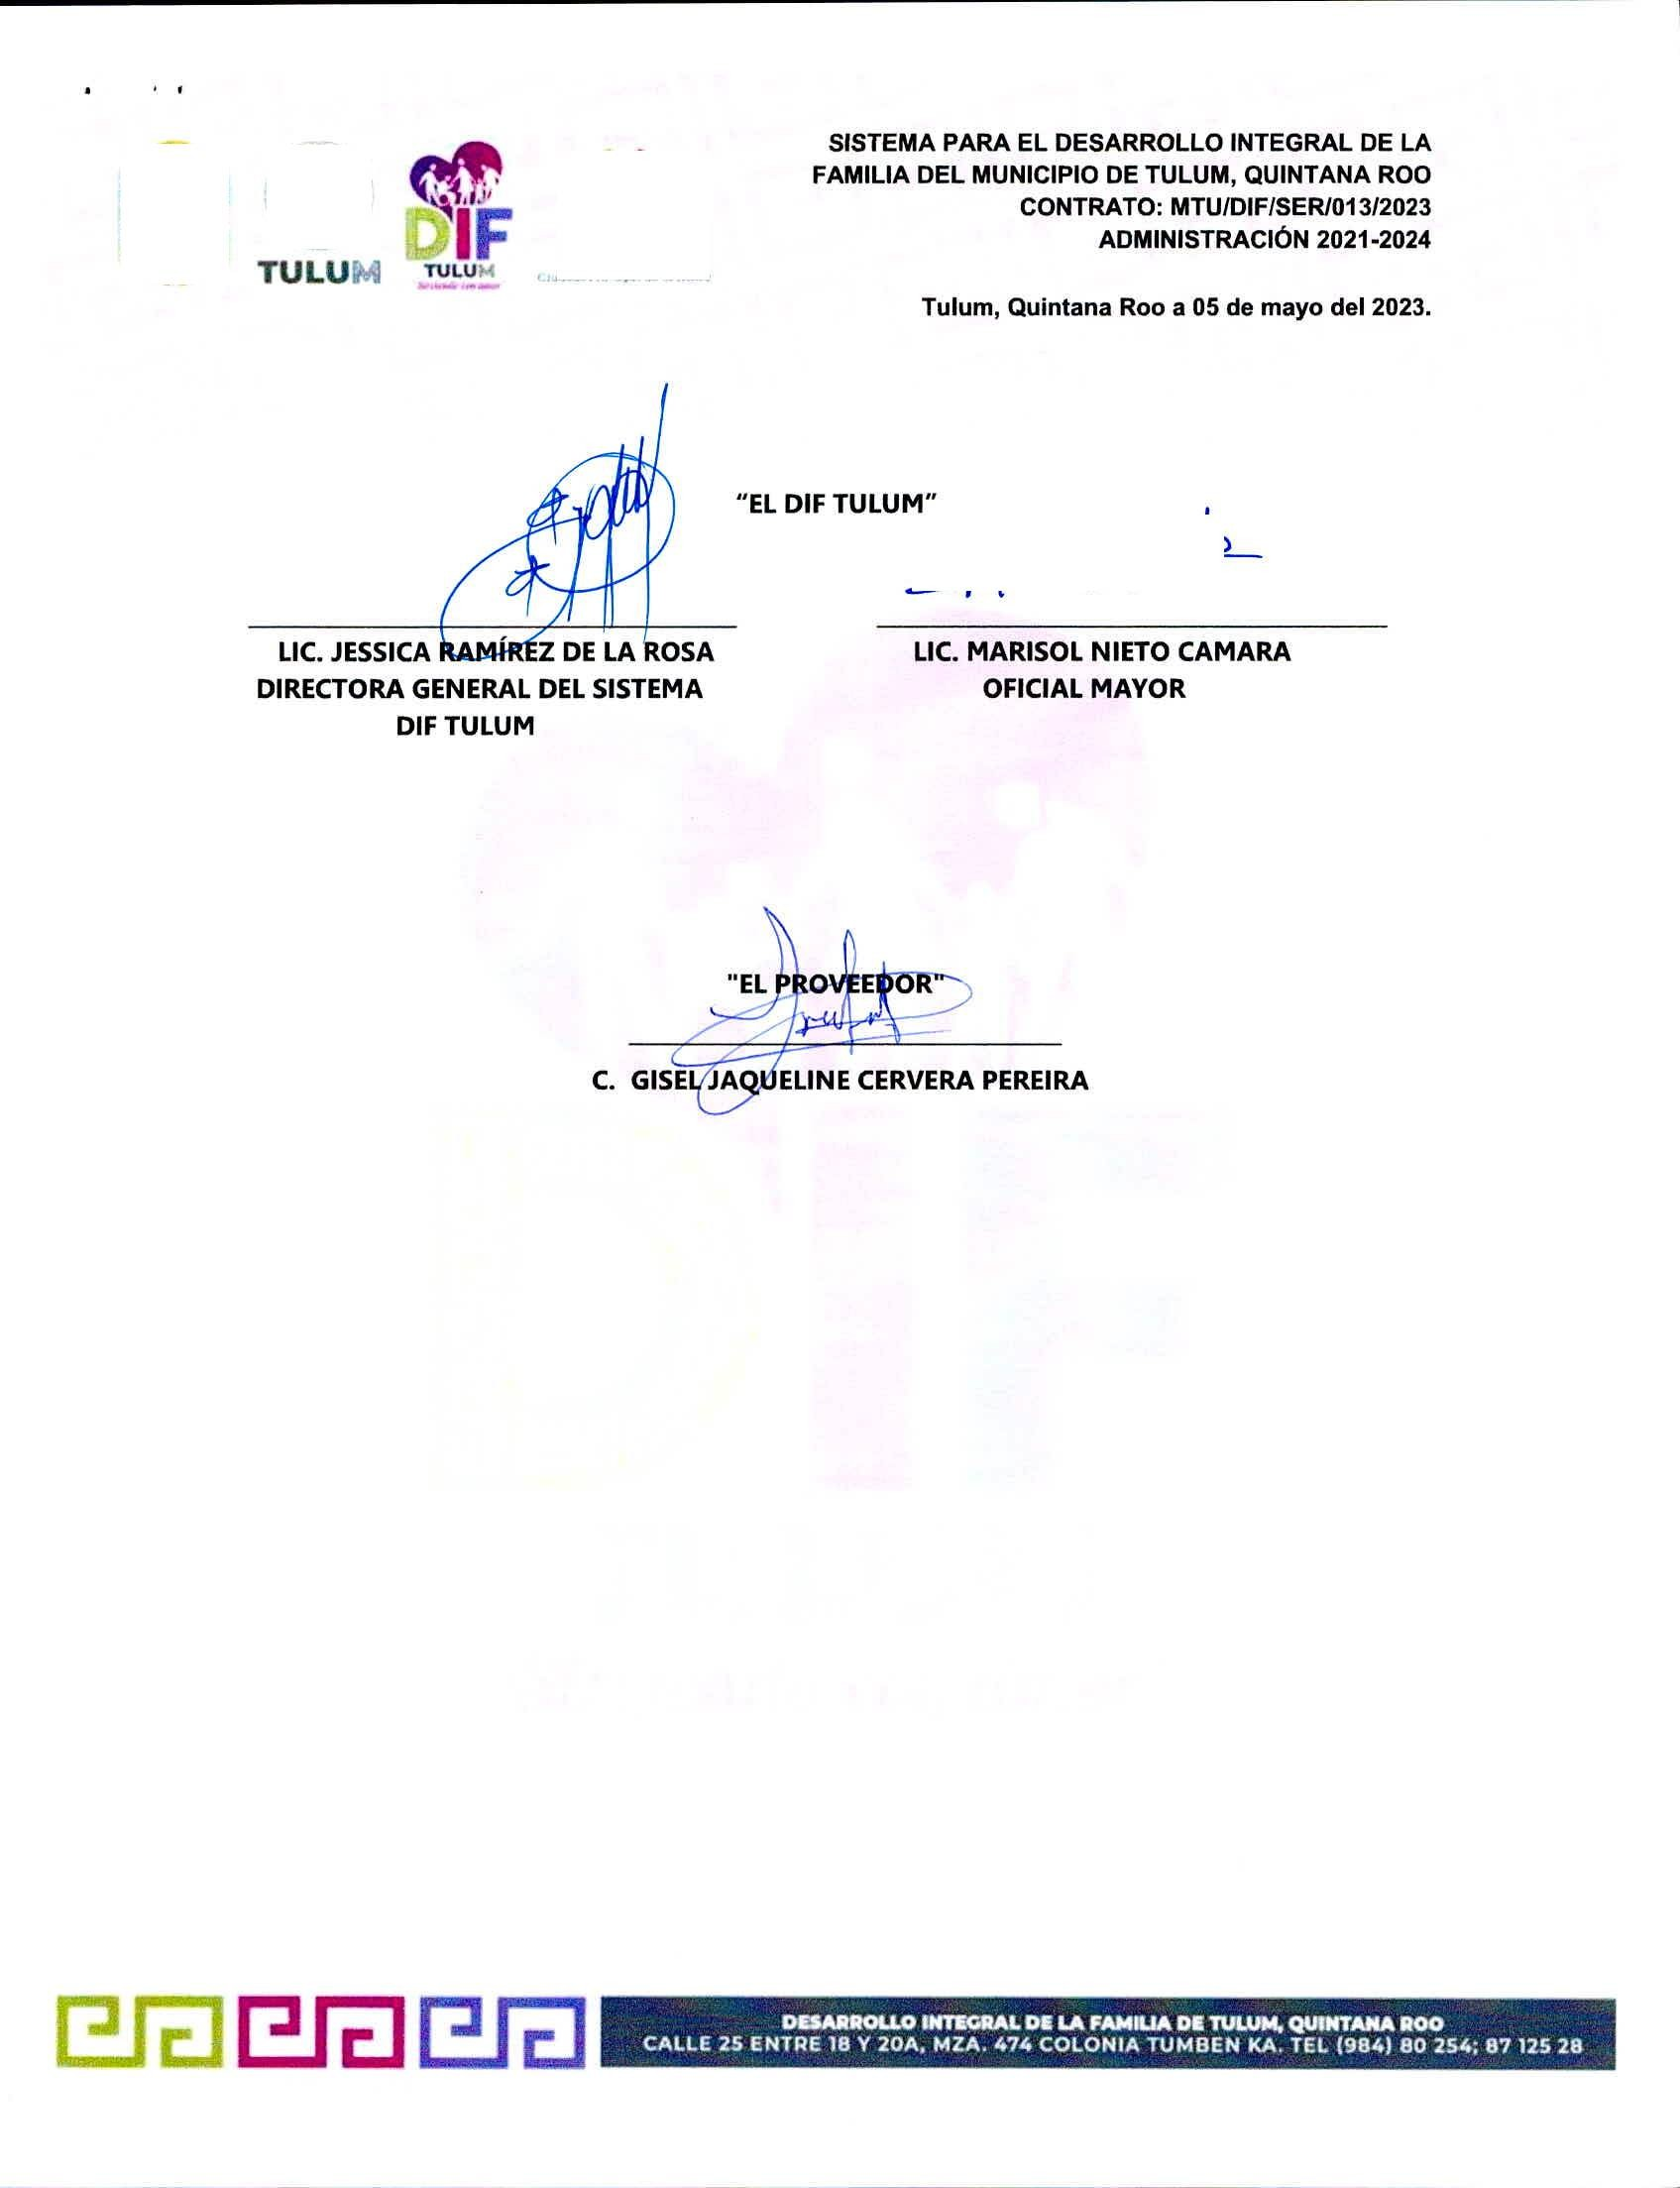 SISTEMA PARA EL DESARROLLO INTEGRAL DE LA
FAMILIA DEL MUNICIPIO DE TULUM, QUINTANA ROO
CONTRATO: MTU/DIF/SER/013/2023
ADMINISTRACIÓN 2021-2024
TULUM
DIF
TULUM
Tulum, Quintana Roo a 05 de mayo del 2023.
“EL DIF TULUM”
LIC. JESSICA RAMÍREZ DE LA ROSA
DIRECTORA GENERAL DEL SISTEMA
DIF TULUM
LIC. MARISOL NIETO CAMARA
OFICIAL MAYOR
"EL PROVEEDOR"
C. GISEL JAQUELINE CERVERA PEREIRA
DESARROLLO INTEGRAL DE LA FAMILIA DE TULUM, QUINTANA ROO
CALLE 25 ENTRE 18 Y 20A, MZA. 474 COLONIA TUMBEN KA. TEL (984) 80 254; 87 125 28